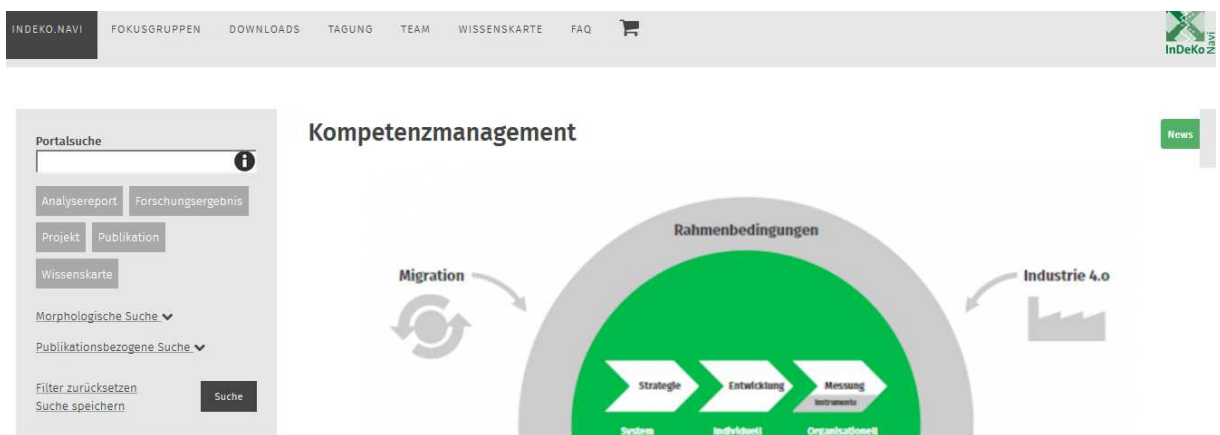 INDEKO.NAVI FOKUSGRUPPEN DOWNLOADS TAGUNG TEAM WISSENSKARTE FAQ
InDeKo Navi
Portalsuche
Analysereport Forschungsergebnis
Projekt Publikation
Wissenskarte
Morphologische Suche
Publikationsbezogene Suche
Filter zurücksetzen
Suche speichern
Suche
Kompetenzmanagement
News
Rahmenbedingungen
Migration
Industrie 4.0
Strategie Entwicklung Messung
Instrumente
System Individuell Organisationell